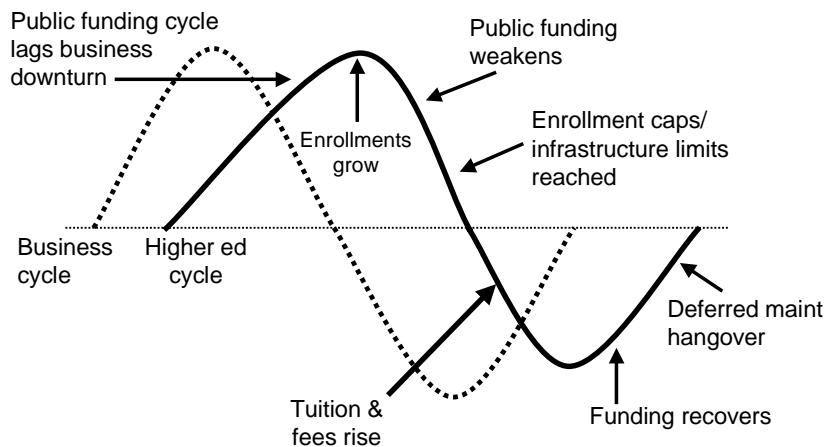 Public funding cycle
lags business
downturn
Public funding
weakens
Enrollments
grow
Enrollment caps/
infrastructure limits
reached
Business
cycle
Higher ed
cycle
Deferred maint
hangover
Tuition &
fees rise
Funding recovers